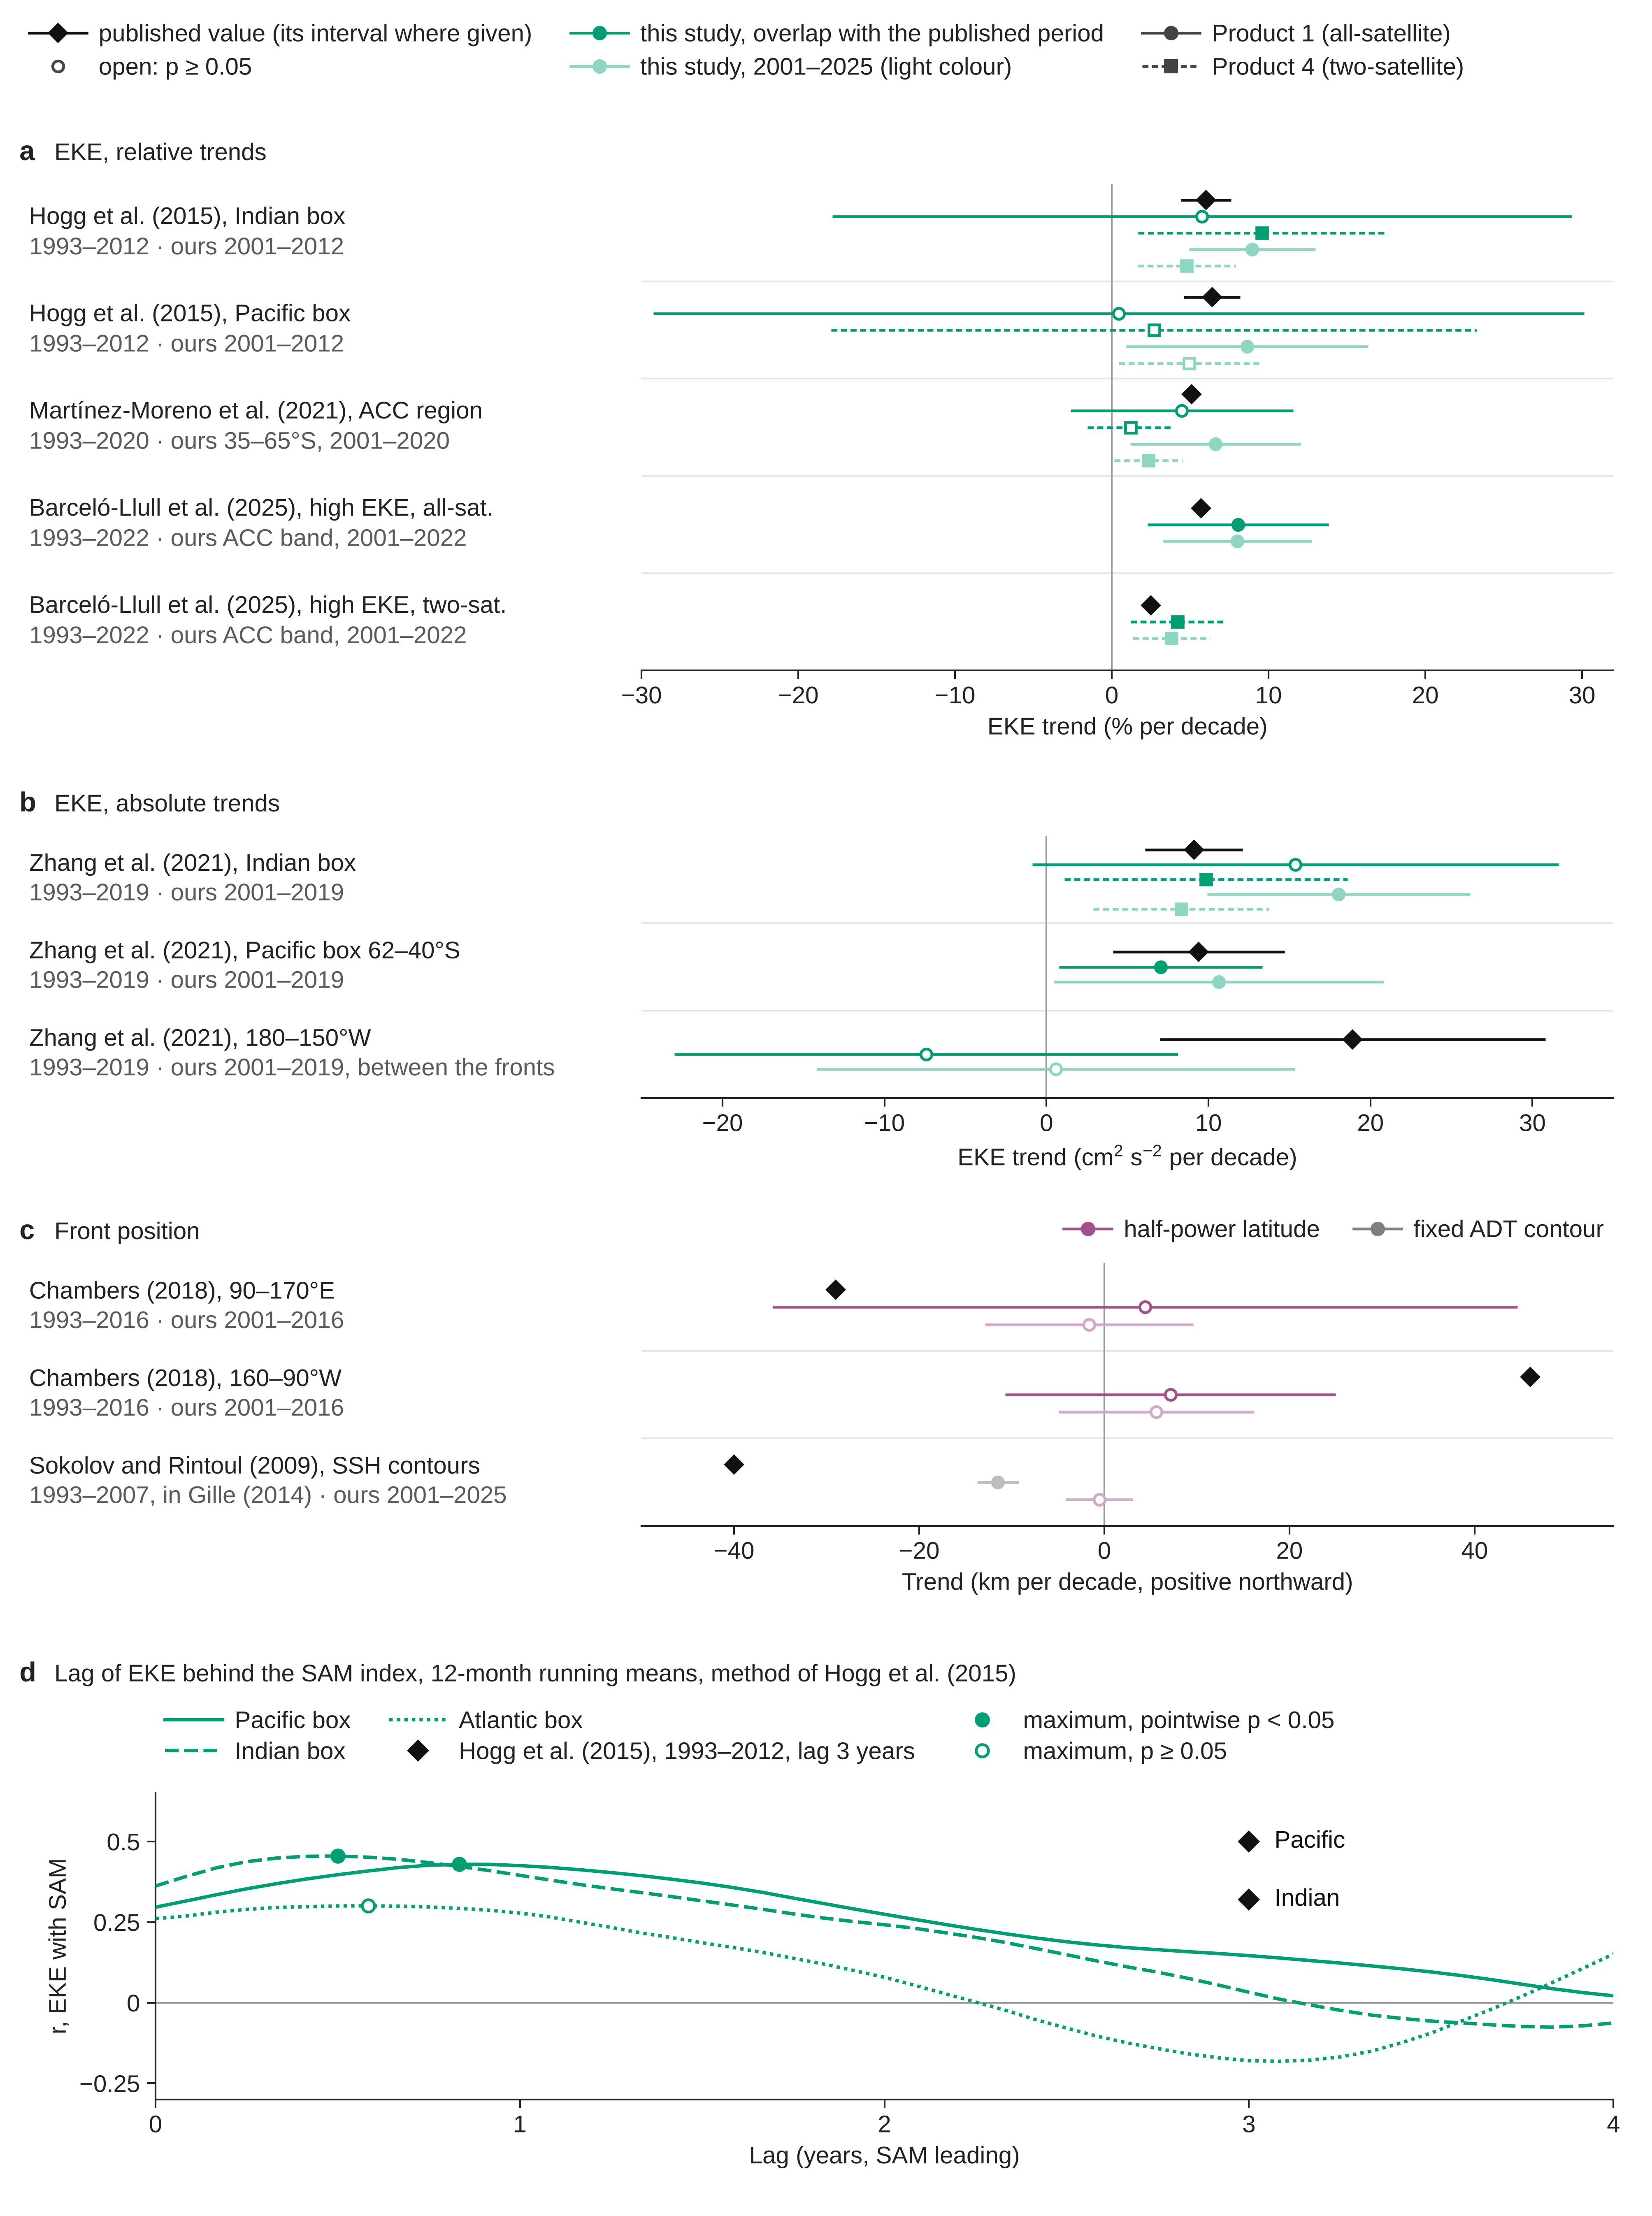 published value (its interval where given)
this study, overlap with the published period
Product 1 (all-satellite)
open: p ≥ 0.05
this study, 2001–2025 (light colour)
Product 4 (two-satellite)
a EKE, relative trends
Hogg et al. (2015), Indian box
1993–2012 · ours 2001–2012
Hogg et al. (2015), Pacific box
1993–2012 · ours 2001–2012
Martínez-Moreno et al. (2021), ACC region
1993–2020 · ours 35–65°S, 2001–2020
Barceló-Llull et al. (2025), high EKE, all-sat.
1993–2022 · ours ACC band, 2001–2022
Barceló-Llull et al. (2025), high EKE, two-sat.
1993–2022 · ours ACC band, 2001–2022
−30 −20 −10 0 10 20 30
EKE trend (% per decade)
b EKE, absolute trends
Zhang et al. (2021), Indian box
1993–2019 · ours 2001–2019
Zhang et al. (2021), Pacific box 62–40°S
1993–2019 · ours 2001–2019
Zhang et al. (2021), 180–150°W
1993–2019 · ours 2001–2019, between the fronts
−20 −10 0 10 20 30
EKE trend (cm² s⁻² per decade)
c Front position
half-power latitude
fixed ADT contour
Chambers (2018), 90–170°E
1993–2016 · ours 2001–2016
Chambers (2018), 160–90°W
1993–2016 · ours 2001–2016
Sokolov and Rintoul (2009), SSH contours
1993–2007, in Gille (2014) · ours 2001–2025
−40 −20 0 20 40
Trend (km per decade, positive northward)
d Lag of EKE behind the SAM index, 12-month running means, method of Hogg et al. (2015)
Pacific box
Atlantic box
maximum, pointwise p < 0.05
Indian box
Hogg et al. (2015), 1993–2012, lag 3 years
maximum, p ≥ 0.05
r, EKE with SAM
0.5
0.25
0
−0.25
Pacific
Indian
0 1 2 3 4
Lag (years, SAM leading)